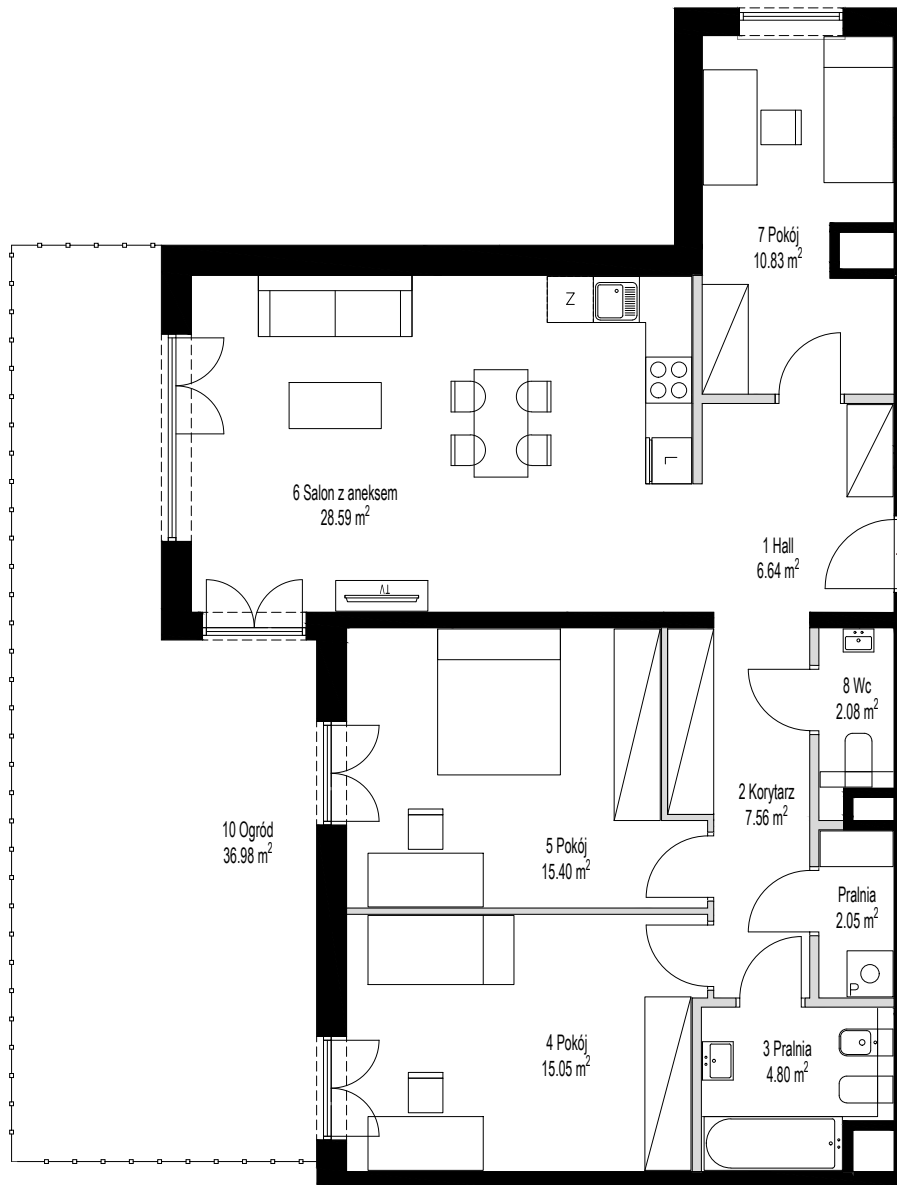 7 Pokój
10.83 m²
Z
L
6 Salon z aneksem
28.59 m²
1 Hall
6.64 m²
TV
8 Wc
2.08 m²
2 Korytarz
7.56 m²
10 Ogród
36.98 m²
5 Pokój
15.40 m²
Pralnia
2.05 m²
P
4 Pokój
15.05 m²
3 Pralnia
4.80 m²